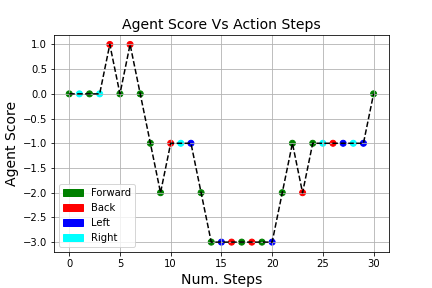 Agent Score Vs Action Steps
1.0
0.5
0.0
−0.5
−1.0
−1.5
−2.0
−2.5
−3.0
Agent Score
Forward
Back
Left
Right
0 5 10 15 20 25 30
Num. Steps